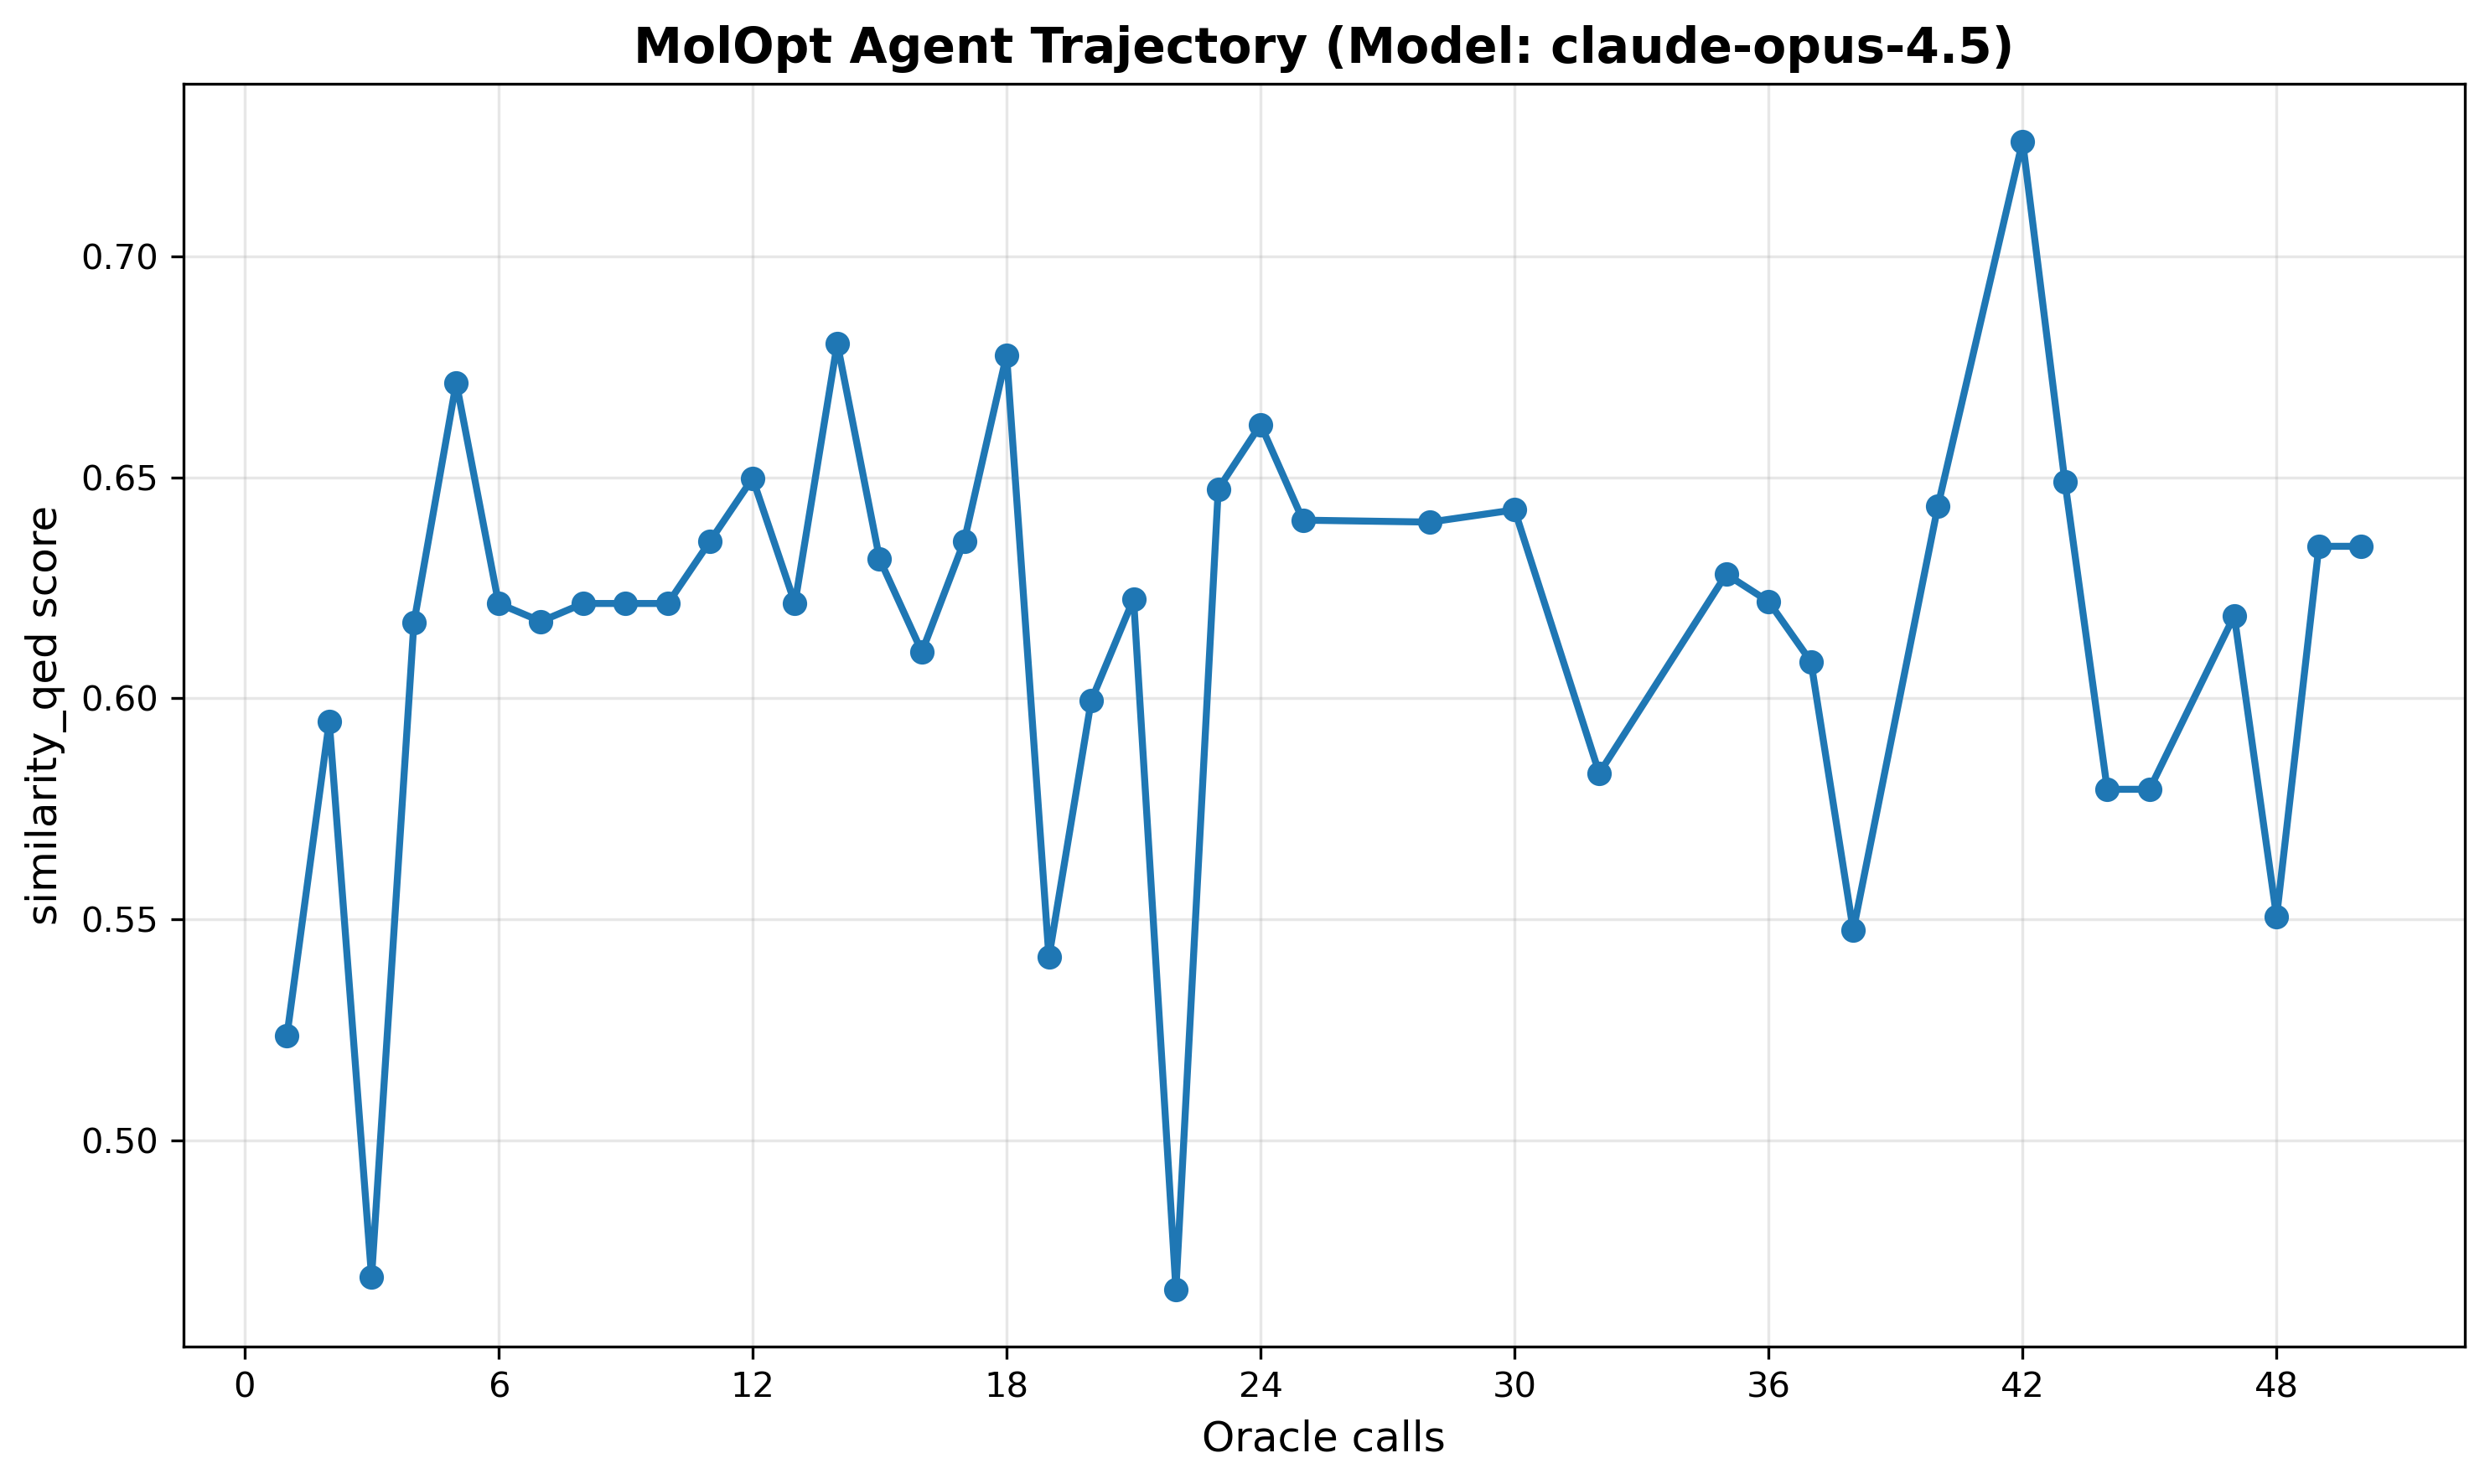 MolOpt Agent Trajectory (Model: claude-opus-4.5)
similarity_qed score
0.70
0.65
0.60
0.55
0.50
0 6 12 18 24 30 36 42 48
Oracle calls